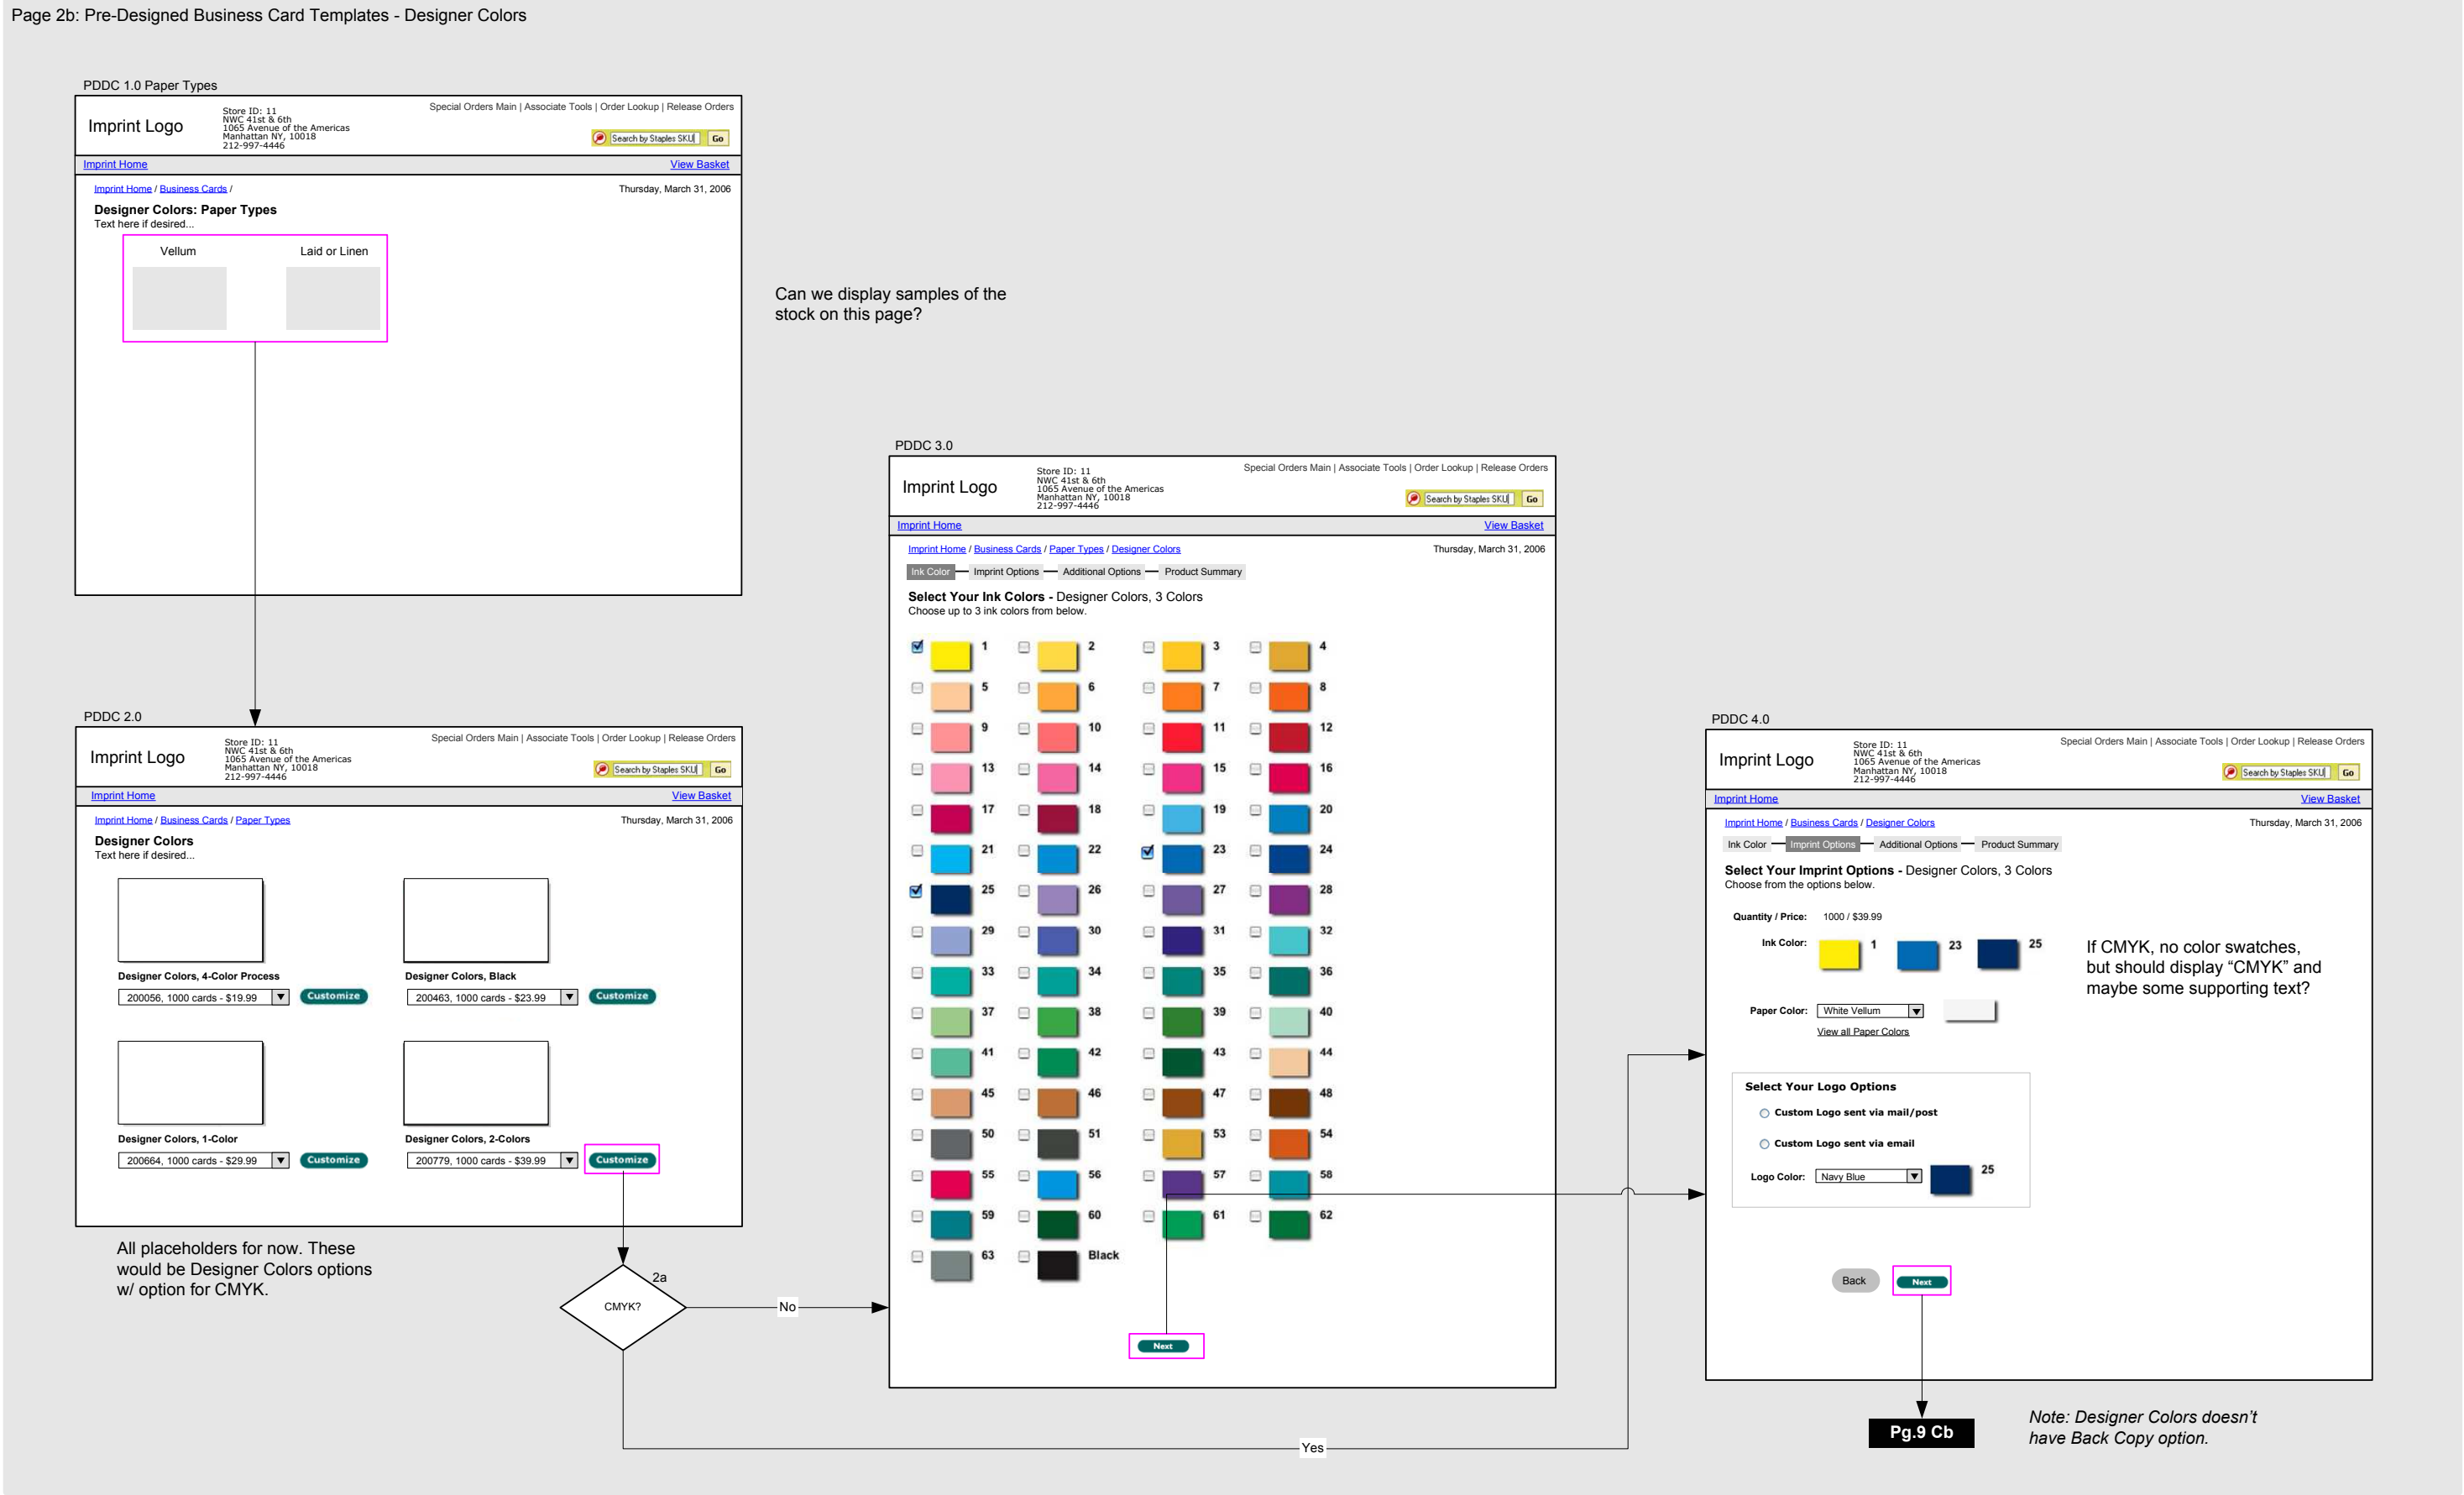 Page 2b: Pre-Designed Business Card Templates - Designer Colors
PDDC 1.0 Paper Types
Imprint Logo
Store ID: 11
NWC 41st & 6th
1065 Avenue of the Americas
Manhattan NY, 10018
212-997-4446
Special Orders Main | Associate Tools | Order Lookup | Release Orders
Search by Staples SKU Go
Imprint Home View Basket
Imprint Home / Business Cards / Thursday, March 31, 2006
Designer Colors: Paper Types
Text here if desired...
Vellum Laid or Linen
Can we display samples of the
stock on this page?
PDDC 2.0
Imprint Logo
Store ID: 11
NWC 41st & 6th
1065 Avenue of the Americas
Manhattan NY, 10018
212-997-4446
Special Orders Main | Associate Tools | Order Lookup | Release Orders
Search by Staples SKU Go
Imprint Home View Basket
Imprint Home / Business Cards / Paper Types Thursday, March 31, 2006
Designer Colors
Text here if desired...
Designer Colors, 4-Color Process Designer Colors, Black
200056, 1000 cards - $19.99 Customize 200463, 1000 cards - $23.99 Customize
Designer Colors, 1-Color Designer Colors, 2-Colors
200664, 1000 cards - $29.99 Customize 200779, 1000 cards - $39.99 Customize
All placeholders for now. These
would be Designer Colors options
w/ option for CMYK.
2a
CMYK?
No
Yes
PDDC 3.0
Imprint Logo
Store ID: 11
NWC 41st & 6th
1065 Avenue of the Americas
Manhattan NY, 10018
212-997-4446
Special Orders Main | Associate Tools | Order Lookup | Release Orders
Search by Staples SKU Go
Imprint Home View Basket
Imprint Home / Business Cards / Paper Types / Designer Colors Thursday, March 31, 2006
Ink Color Imprint Options Additional Options Product Summary
Select Your Ink Colors - Designer Colors, 3 Colors
Choose up to 3 ink colors from below.
1 2 3 4
5 6 7 8
9 10 11 12
13 14 15 16
17 18 19 20
21 22 23 24
25 26 27 28
29 30 31 32
33 34 35 36
37 38 39 40
41 42 43 44
45 46 47 48
50 51 53 54
55 56 57 58
59 60 61 62
63 Black
Next
PDDC 4.0
Imprint Logo
Store ID: 11
NWC 41st & 6th
1065 Avenue of the Americas
Manhattan NY, 10018
212-997-4446
Special Orders Main | Associate Tools | Order Lookup | Release Orders
Search by Staples SKU Go
Imprint Home View Basket
Imprint Home / Business Cards / Designer Colors Thursday, March 31, 2006
Ink Color Imprint Options Additional Options Product Summary
Select Your Imprint Options - Designer Colors, 3 Colors
Choose from the options below.
Quantity / Price: 1000 / $39.99
Ink Color: 1 23 25
If CMYK, no color swatches,
but should display “CMYK” and
maybe some supporting text?
Paper Color: White Vellum
View all Paper Colors
Select Your Logo Options
Custom Logo sent via mail/post
Custom Logo sent via email
Logo Color: Navy Blue 25
Back Next
Pg.9 Cb
Note: Designer Colors doesn’t
have Back Copy option.